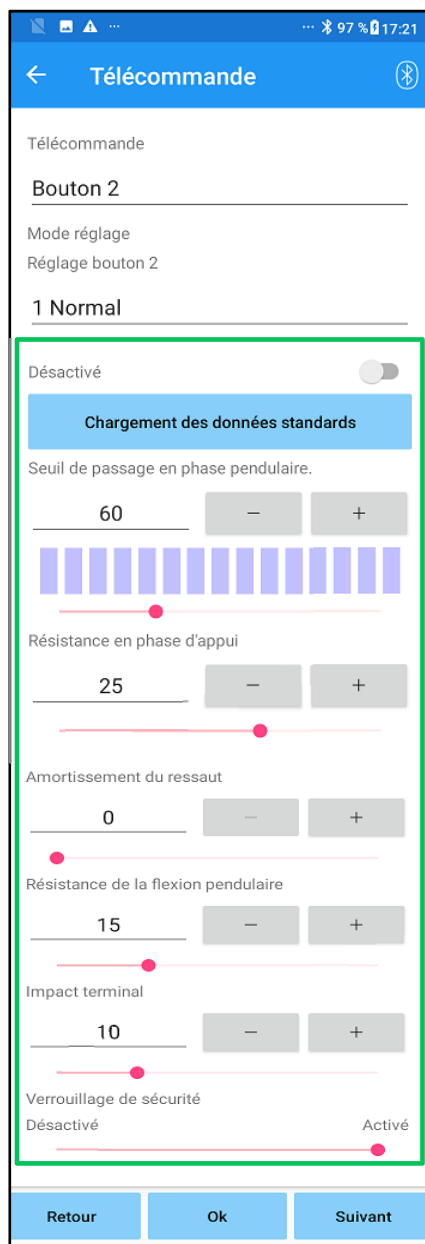 ... ... 97 % 17:21
Télécommande
Télécommande
Bouton 2
Mode réglage
Réglage bouton 2
1 Normal
Désactivé
Chargement des données standards
Seuil de passage en phase pendulaire.
60 − +
Résistance en phase d'appui
25 − +
Amortissement du ressaut
0 − +
Résistance de la flexion pendulaire
15 − +
Impact terminal
10 − +
Verrouillage de sécurité
Désactivé Activé
Retour Ok Suivant